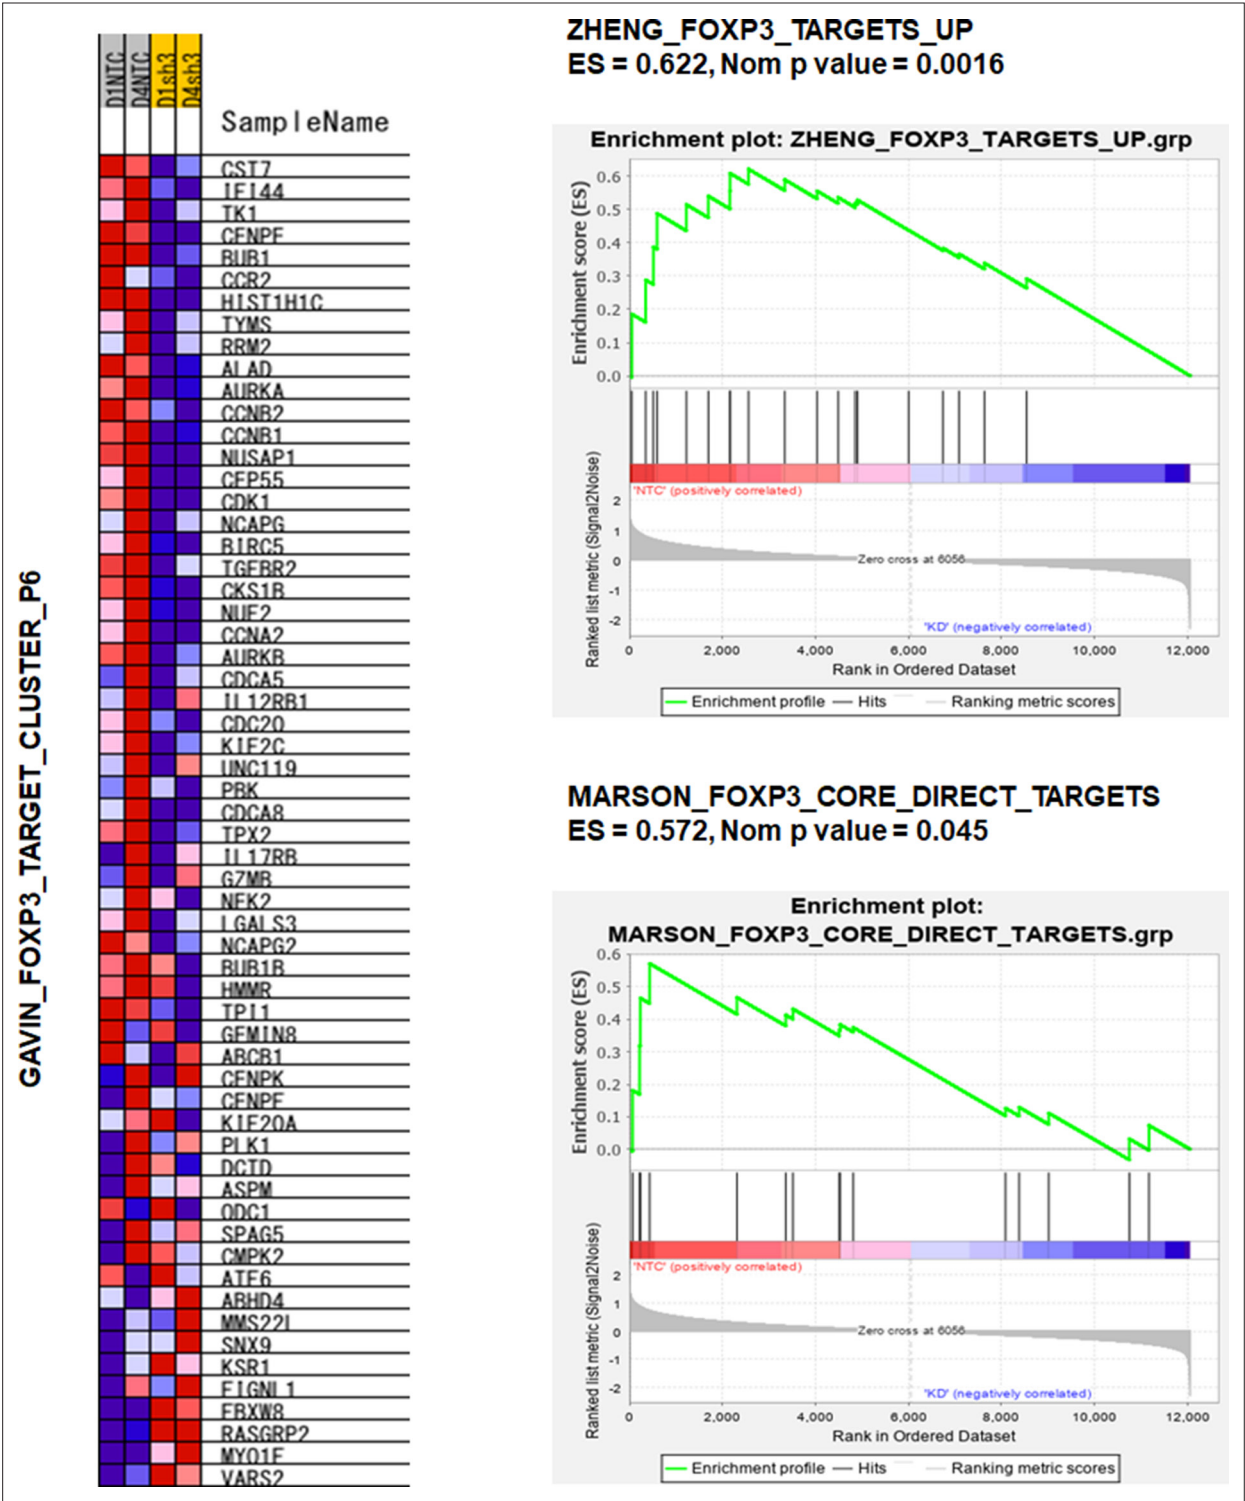 GAVIN_FOXP3_TARGET_CLUSTER_P6
D1NTC
D4NTC
D1sh3
D4sh3
SampleName
CST7
IFI44
TK1
CENPF
BUB1
CCR2
HIST1H1C
TYMS
RRM2
ALAD
AURKA
CCNB2
CCNB1
NUSAP1
CEP55
CDK1
NCAPG
BIRC5
TGFBR2
CKS1B
NUF2
CCNA2
AURKB
CDCA5
IL12RB1
CDC20
KIF2C
UNC119
PBK
CDCA8
TPX2
IL17RB
GZMB
NEK2
LGALS3
NCAPG2
BUB1B
HMMR
TPI1
GEMIN8
ABCB1
CENPK
CENPE
KIF20A
PLK1
DCTD
ASPM
ODC1
SPAG5
CMPK2
ATF6
ABHD4
MMS22L
SNX9
KSR1
FIGNL1
FBXW8
RASGRP2
MYO1F
VARS2
ZHENG_FOXP3_TARGETS_UP
ES = 0.622, Nom p value = 0.0016
Enrichment plot: ZHENG_FOXP3_TARGETS_UP.grp
Enrichment score (ES)
0.6
0.5
0.4
0.3
0.2
0.1
0.0
Ranked list metric (Signal2Noise)
'NTC' (positively correlated)
2
1
0
-1
-2
Zero cross at 6056
'KD' (negatively correlated)
0 2,000 4,000 6,000 8,000 10,000 12,000
Rank in Ordered Dataset
Enrichment profile Hits Ranking metric scores
MARSON_FOXP3_CORE_DIRECT_TARGETS
ES = 0.572, Nom p value = 0.045
Enrichment plot:
MARSON_FOXP3_CORE_DIRECT_TARGETS.grp
Enrichment score (ES)
0.6
0.5
0.4
0.3
0.2
0.1
0.0
Ranked list metric (Signal2Noise)
'NTC' (positively correlated)
2
1
0
-1
-2
Zero cross at 6056
'KD' (negatively correlated)
0 2,000 4,000 6,000 8,000 10,000 12,000
Rank in Ordered Dataset
Enrichment profile Hits Ranking metric scores